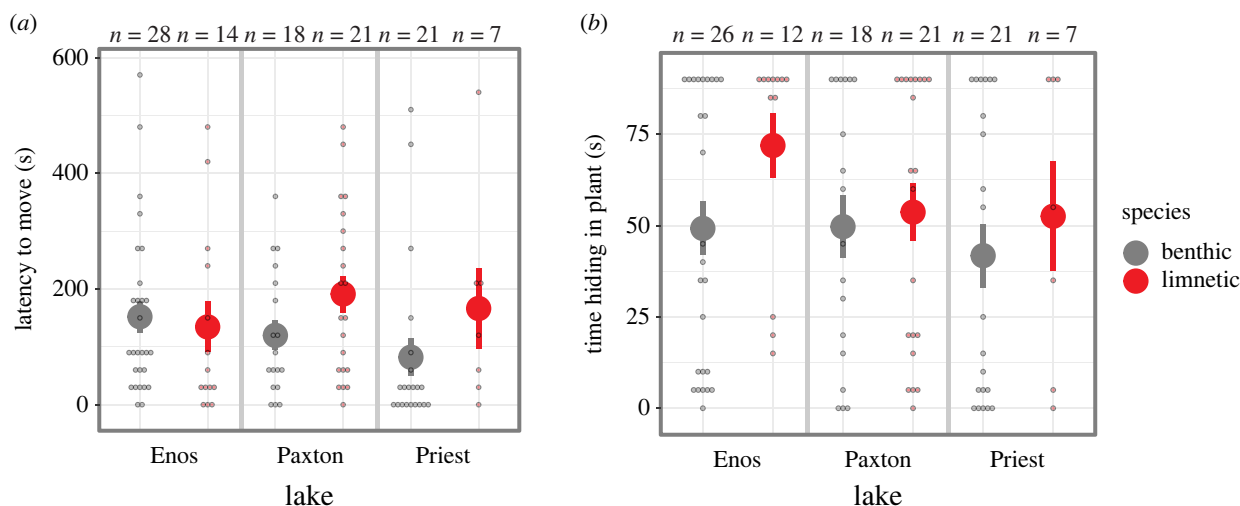 (a)
n = 28 n = 14 n = 18 n = 21 n = 21 n = 7
600
400
200
0
latency to move (s)
Enos Paxton Priest
lake
(b)
n = 26 n = 12 n = 18 n = 21 n = 21 n = 7
75
50
25
0
time hiding in plant (s)
Enos Paxton Priest
lake
species
benthic
limnetic